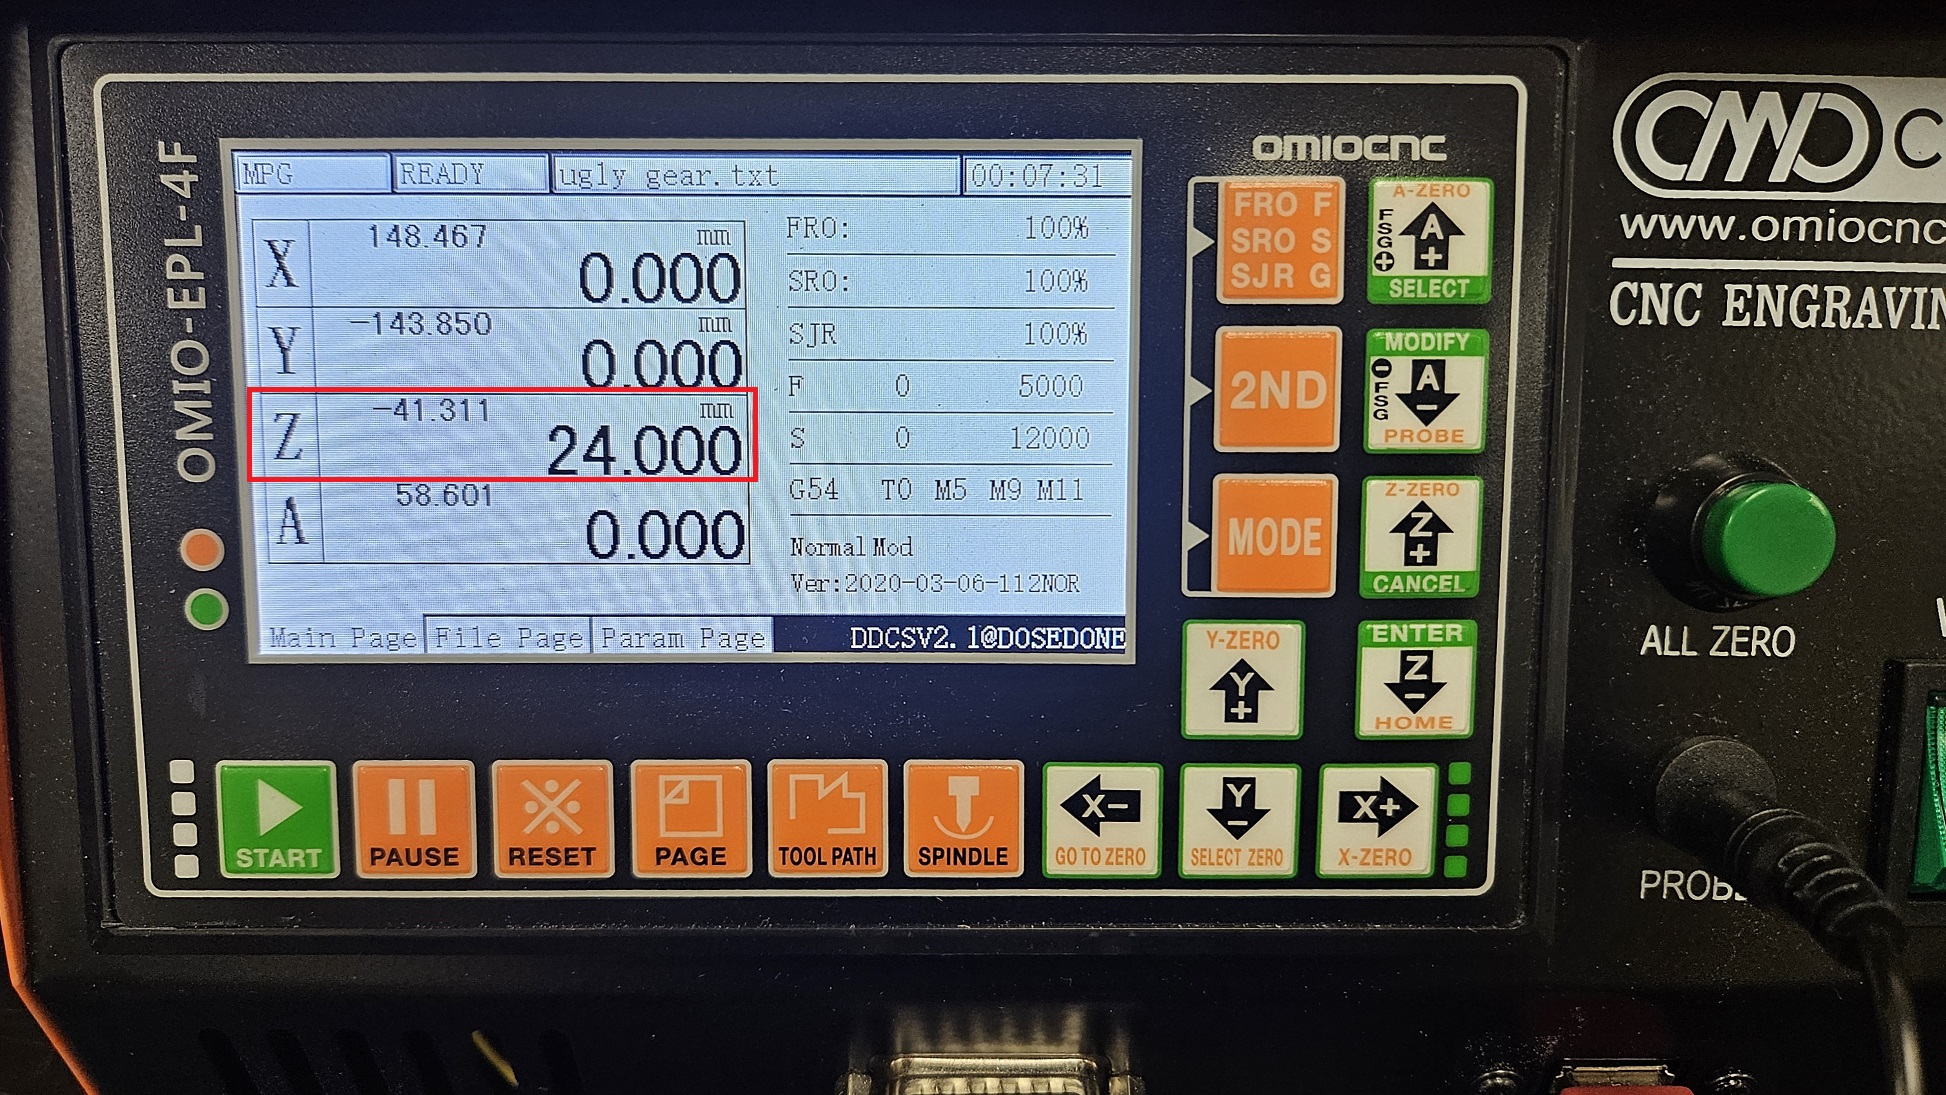 OMIO-EPL-4F
MPG READY ugly gear.txt 00:07:31
X 148.467 mm 0.000
Y -143.850 mm 0.000
Z -41.311 mm 24.000
A 58.601 0.000
FRO: 100%
SRO: 100%
SJR 100%
F 0 5000
S 0 12000
G54 T0 M5 M9 M11
Normal Mod
Ver:2020-03-06-112NOR
Main Page File Page Param Page DDCSV2.1@DOSEDONE
OMIOCNC
FRO F
SRO S
SJR G
A-ZERO
FSG+
A
+
SELECT
2ND
MODIFY
-FSG
A
-
PROBE
MODE
Z-ZERO
Z
+
CANCEL
Y-ZERO
Y
+
ENTER
Z
-
HOME
START
PAUSE
RESET
PAGE
TOOL PATH
SPINDLE
X-
GO TO ZERO
Y
-
SELECT ZERO
X+
X-ZERO
www.omiocnc
CNC ENGRAVIN
ALL ZERO